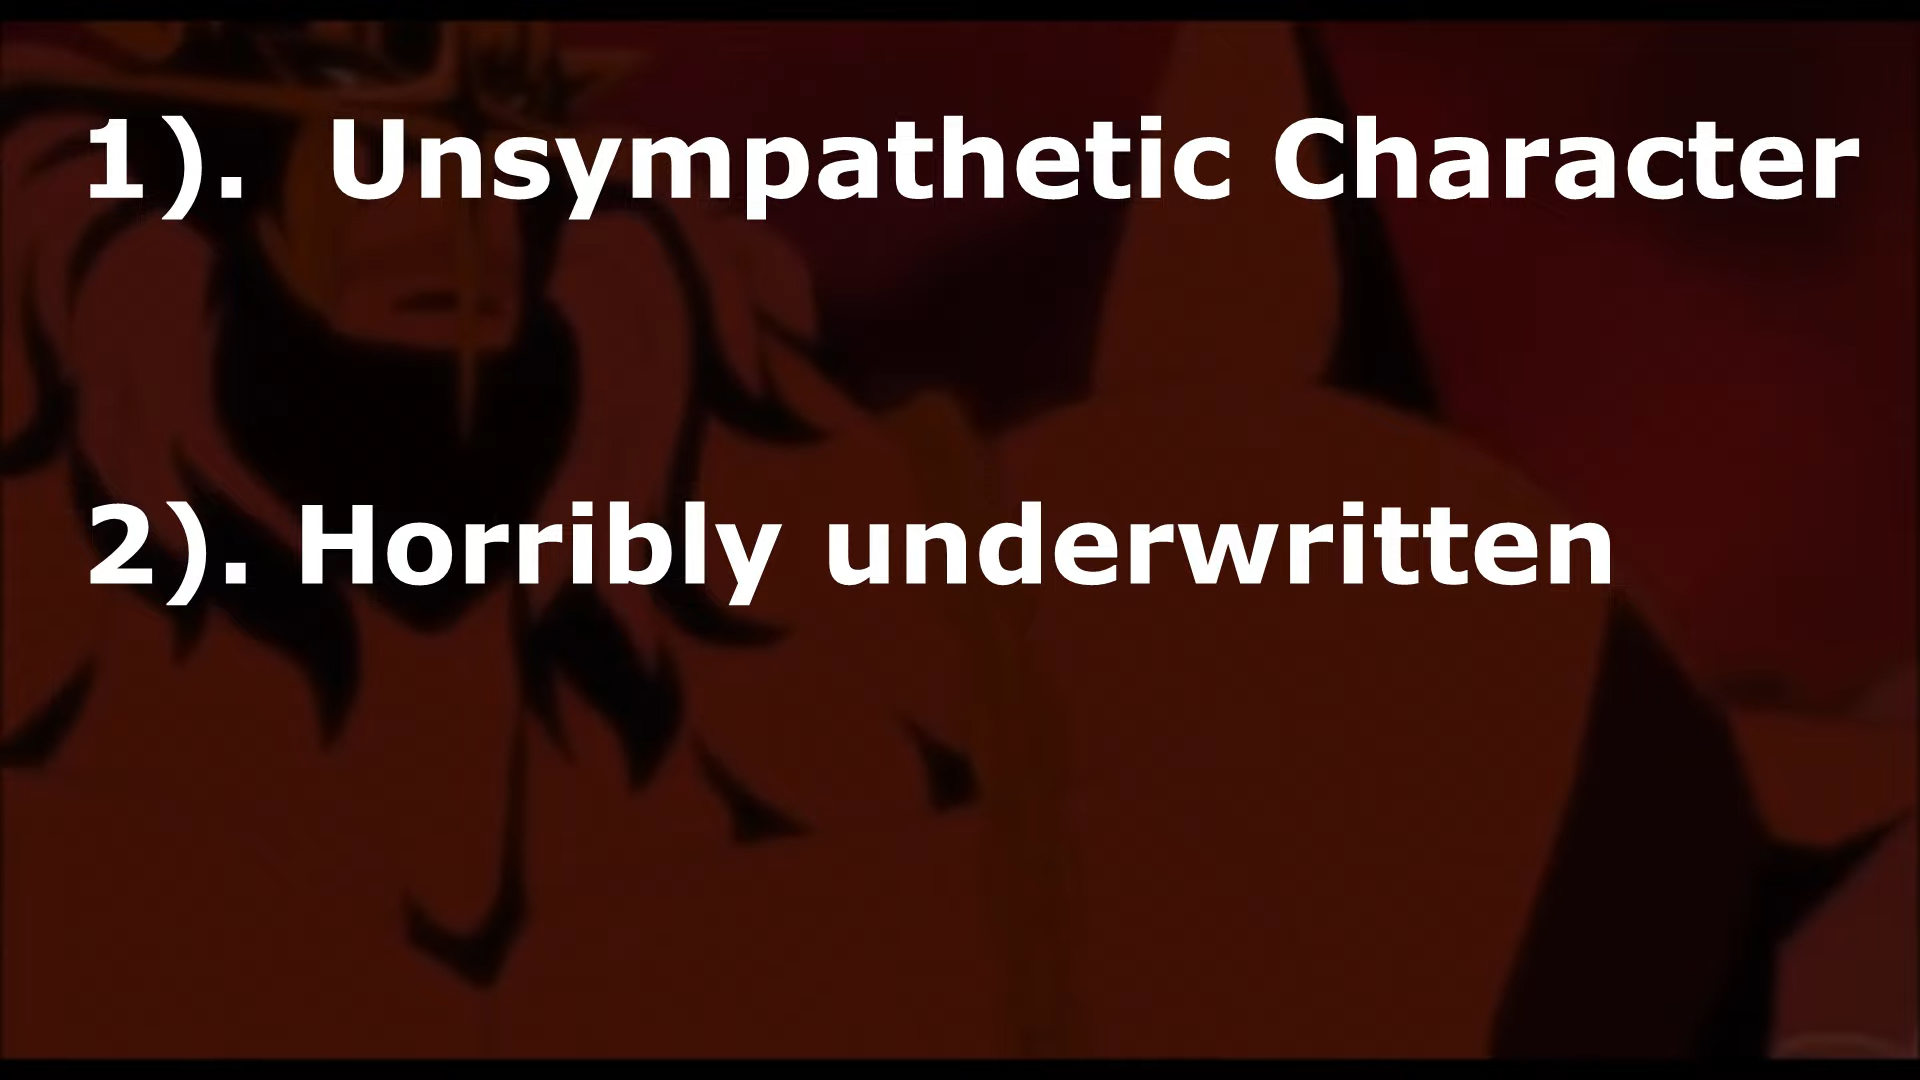 1). Unsympathetic Character
2). Horribly underwritten